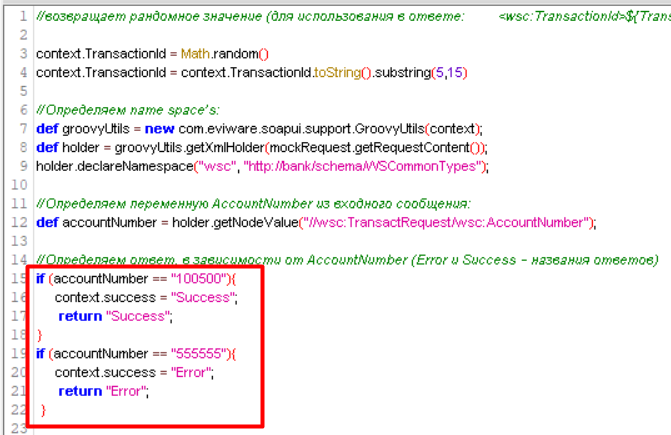 1 //возвращает рандомное значение (для использования в ответе: <wsc:TransactionId>${Trans
2
3 context.TransactionId = Math.random()
4 context.TransactionId = context.TransactionId.toString().substring(5,15)
5
6 //Определяем name space's:
7 def groovyUtils = new com.eviware.soapui.support.GroovyUtils(context);
8 def holder = groovyUtils.getXmlHolder(mockRequest.getRequestContent());
9 holder.declareNamespace("wsc", "http://bank/schema/WSCommonTypes");
10
11 //Определяем переменную AccountNumber из входного сообщения:
12 def accountNumber = holder.getNodeValue("//wsc:TransactRequest/wsc:AccountNumber");
13
14 //Определяем ответ, в зависимости от AccountNumber (Error и Success - названия ответов)
15 if (accountNumber == "100500"){
16 context.success = "Success";
17 return "Success";
18 }
19 if (accountNumber == "555555"){
20 context.success = "Error";
21 return "Error";
22 }
23